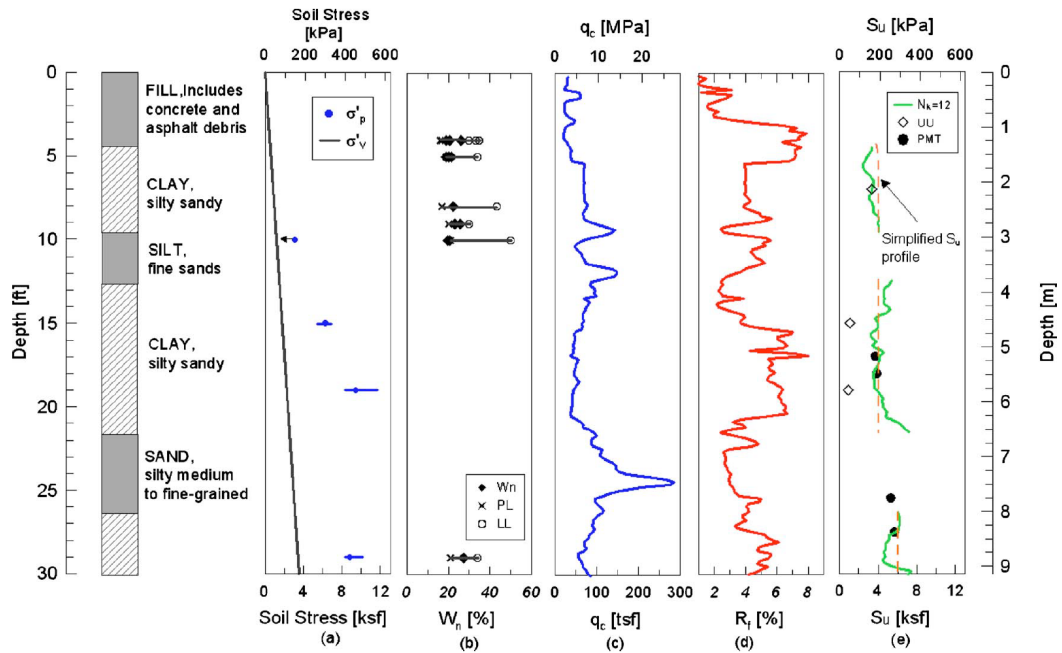 Soil Stress
[kPa]
0 200 400 600
q_c [MPa]
0 10 20
S_u [kPa]
0 200 400 600
Depth [ft]
0
5
10
15
20
25
30
FILL,Includes
concrete and
asphalt debris
CLAY,
silty sandy
SILT,
fine sands
CLAY,
silty sandy
SAND,
silty medium
to fine-grained
σ'_p
σ'_v
Wn
PL
LL
N_k=12
UU
PMT
Simplified S_u
profile
0
1
2
3
4
5
6
7
8
9
Depth [m]
0 4 8 12
Soil Stress [ksf]
(a)
0 20 40 60
W_n [%]
(b)
0 100 200 300
q_c [tsf]
(c)
2 4 6 8
R_f [%]
(d)
0 4 8 12
S_u [ksf]
(e)